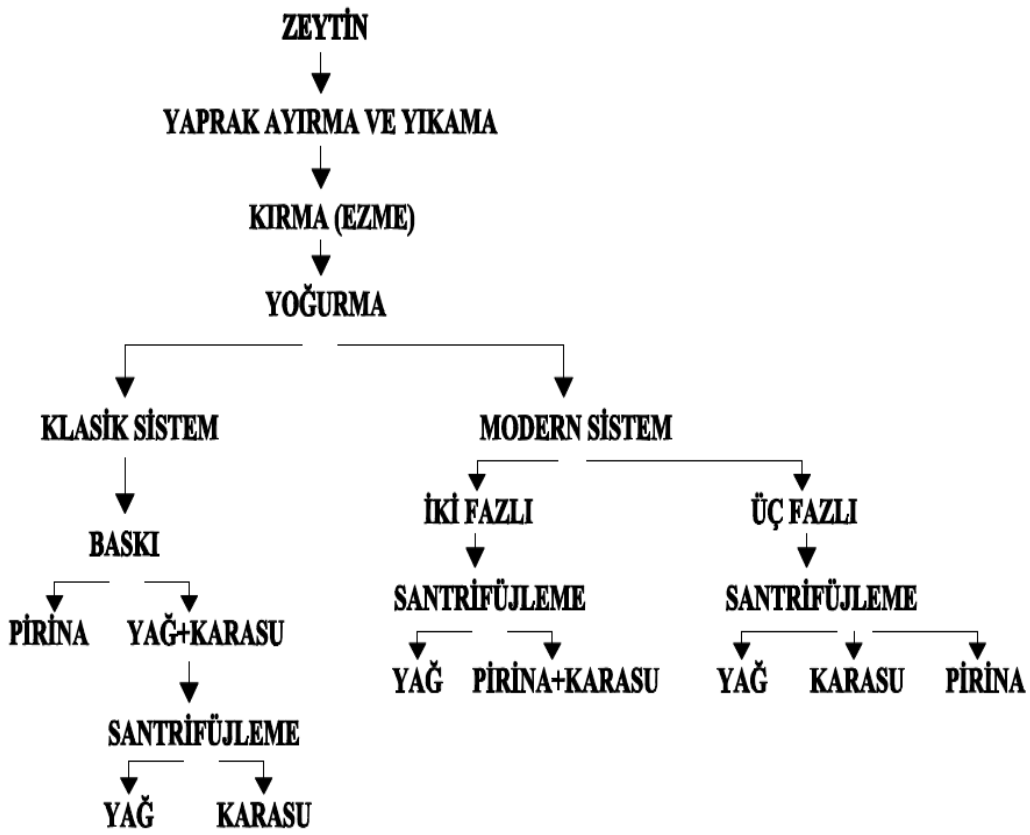 ZEYTİN
YAPRAK AYIRMA VE YIKAMA
KIRMA (EZME)
YOĞURMA
KLASİK SİSTEM
MODERN SİSTEM
İKİ FAZLI
ÜÇ FAZLI
BASKI
SANTRİFÜJLEME
SANTRİFÜJLEME
PİRİNA
YAĞ+KARASU
YAĞ
PİRİNA+KARASU
YAĞ
KARASU
PİRİNA
SANTRİFÜJLEME
YAĞ
KARASU